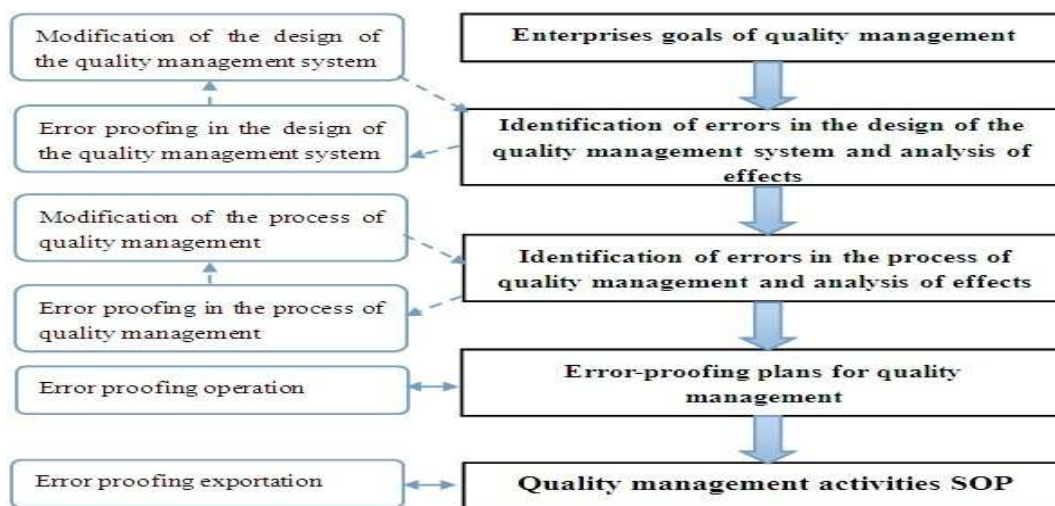 Modification of the design of
the quality management system
Enterprises goals of quality management
Error proofing in the design of
the quality management system
Identification of errors in the design of the
quality management system and analysis of
effects
Modification of the process of
quality management
Identification of errors in the process of
quality management and analysis of effects
Error proofing in the process of
quality management
Error proofing operation
Error-proofing plans for quality
management
Error proofing exportation
Quality management activities SOP